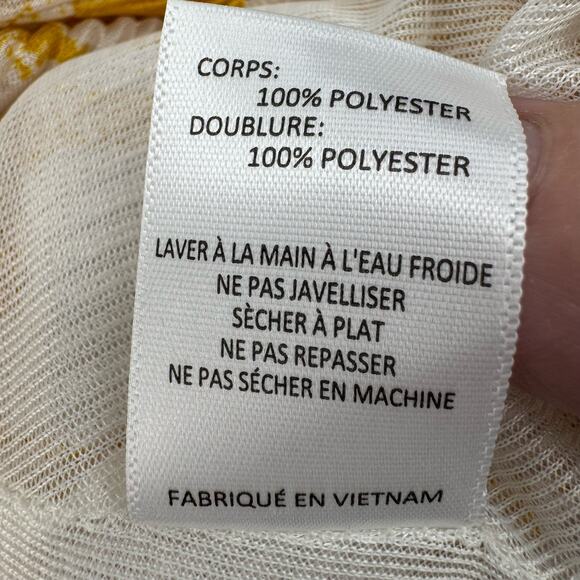 CORPS:
100% POLYESTER
DOUBLURE:
100% POLYESTER
LAVER À LA MAIN À L'EAU FROIDE
NE PAS JAVELLISER
SÈCHER À PLAT
NE PAS REPASSER
NE PAS SÉCHER EN MACHINE
FABRIQUÉ EN VIETNAM